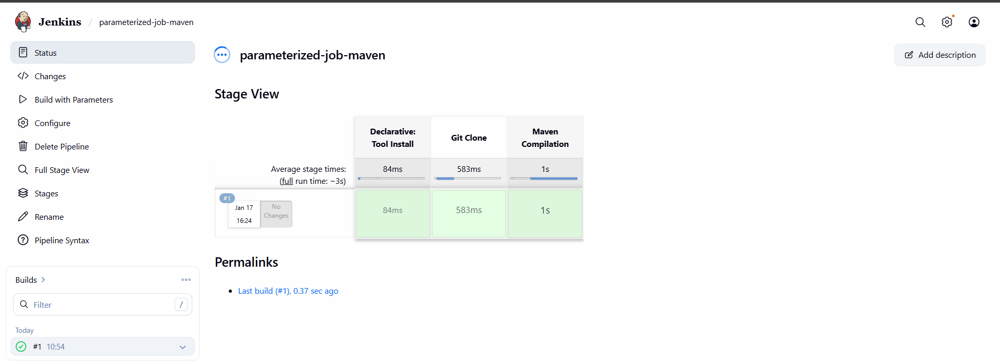 Jenkins / parameterized-job-maven
Status
Changes
Build with Parameters
Configure
Delete Pipeline
Full Stage View
Stages
Rename
Pipeline Syntax
Builds
Filter /
Today
#1 10:54
parameterized-job-maven
Add description
Stage View
Declarative:
Tool Install
Git Clone
Maven
Compilation
Average stage times:
(full run time: ~3s)
84ms 583ms 1s
#1
Jan 17
16:24
No
Changes
84ms 583ms 1s
Permalinks
Last build (#1), 0.37 sec ago